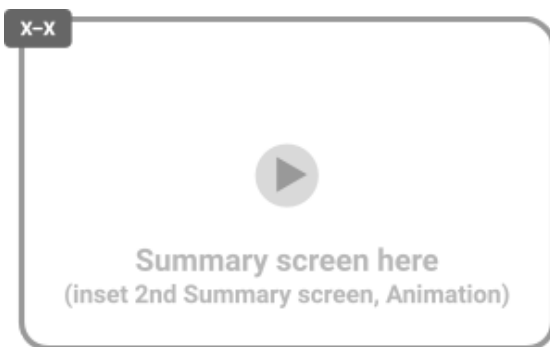 X-X
Summary screen here
(inset 2nd Summary screen, Animation)